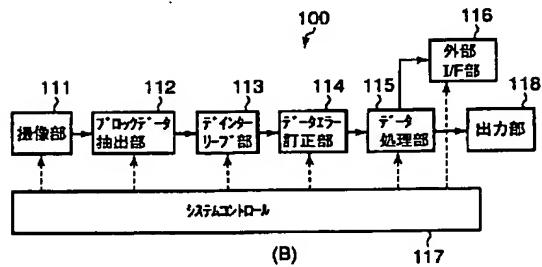 100
116
外部
I/F部
111
112
113
114
115
118
撮像部
ブロックデータ
抽出部
デインター
リーブ部
データエラー
訂正部
データ
処理部
出力部
システムコントロール
(B)
117